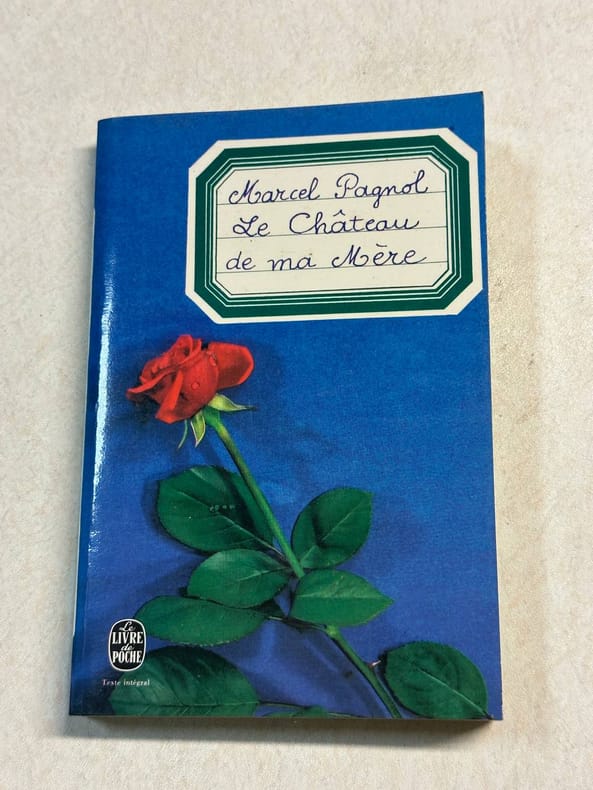 Marcel Pagnol
Le Château
de ma Mère
Le
LIVRE
de
POCHE
Texte intégral